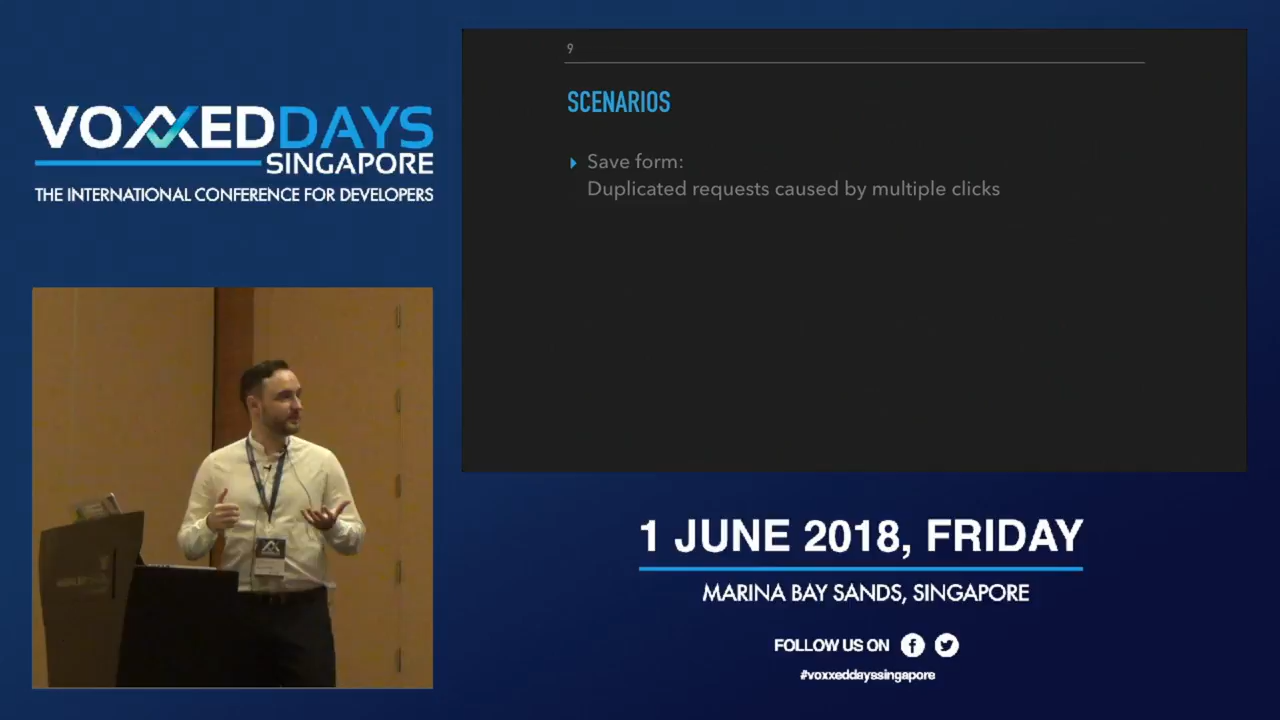 VOXXEDDAYS
SINGAPORE
THE INTERNATIONAL CONFERENCE FOR DEVELOPERS
9
SCENARIOS
Save form:
Duplicated requests caused by multiple clicks
1 JUNE 2018, FRIDAY
MARINA BAY SANDS, SINGAPORE
FOLLOW US ON
#voxxeddayssingapore